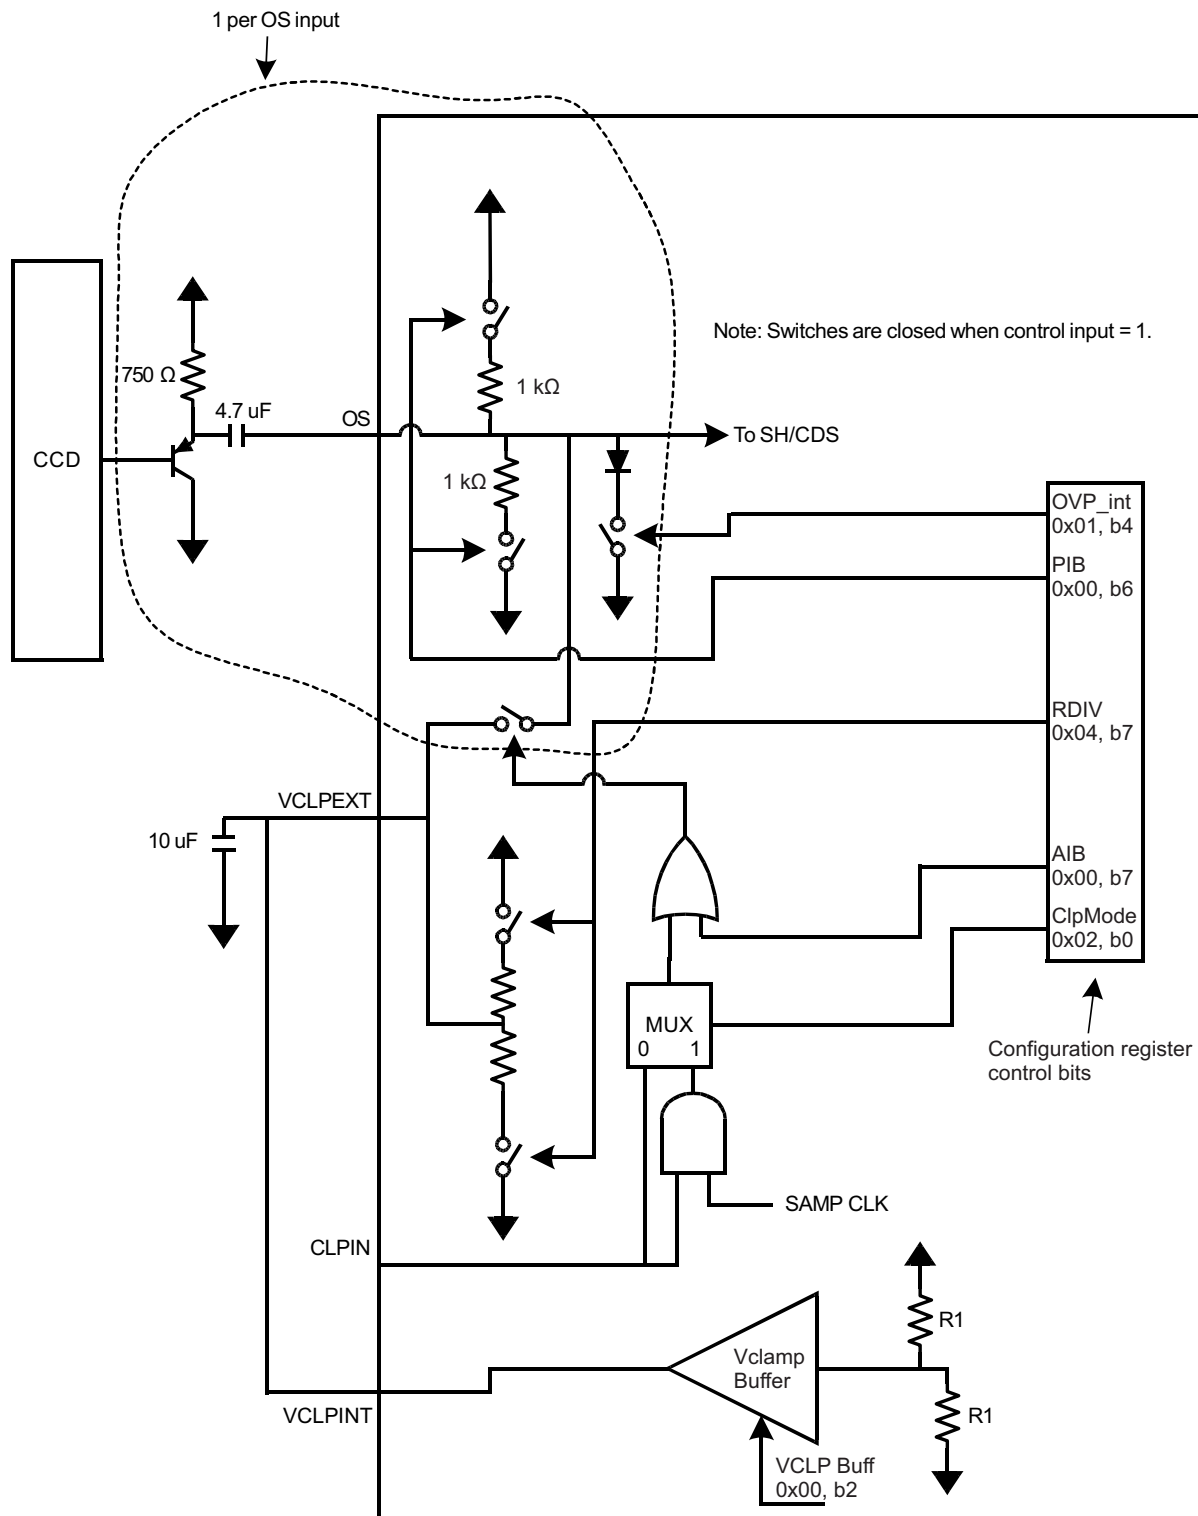 1 per OS input
Note: Switches are closed when control input = 1.
750 Ω
1 kΩ
4.7 uF
OS
To SH/CDS
CCD
1 kΩ
OVP_int
0x01, b4
PIB
0x00, b6
RDIV
0x04, b7
VCLPEXT
10 uF
AIB
0x00, b7
ClpMode
0x02, b0
MUX
0 1
Configuration register
control bits
SAMP CLK
CLPIN
R1
Vclamp
Buffer
R1
VCLPINT
VCLP Buff
0x00, b2